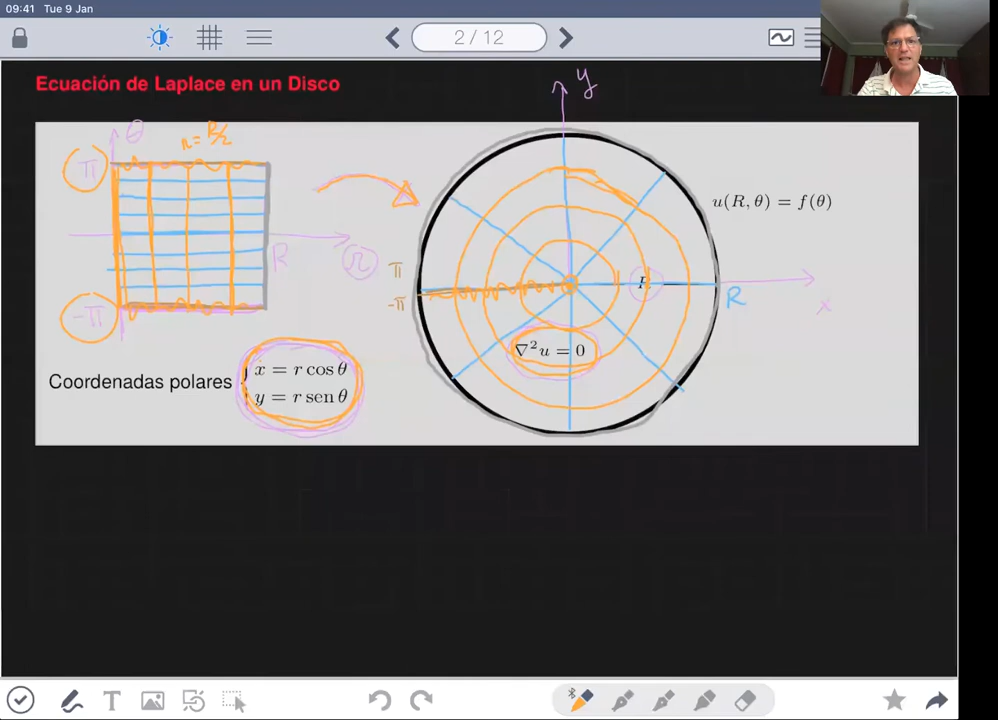 09:41 Tue 9 Jan
2 / 12
Ecuación de Laplace en un Disco
y
θ
r = R/2
π
u(R, θ) = f(θ)
R
r
π
-π
R
R
x
-π
∇²u = 0
Coordenadas polares
x = r cos θ
y = r sen θ
T